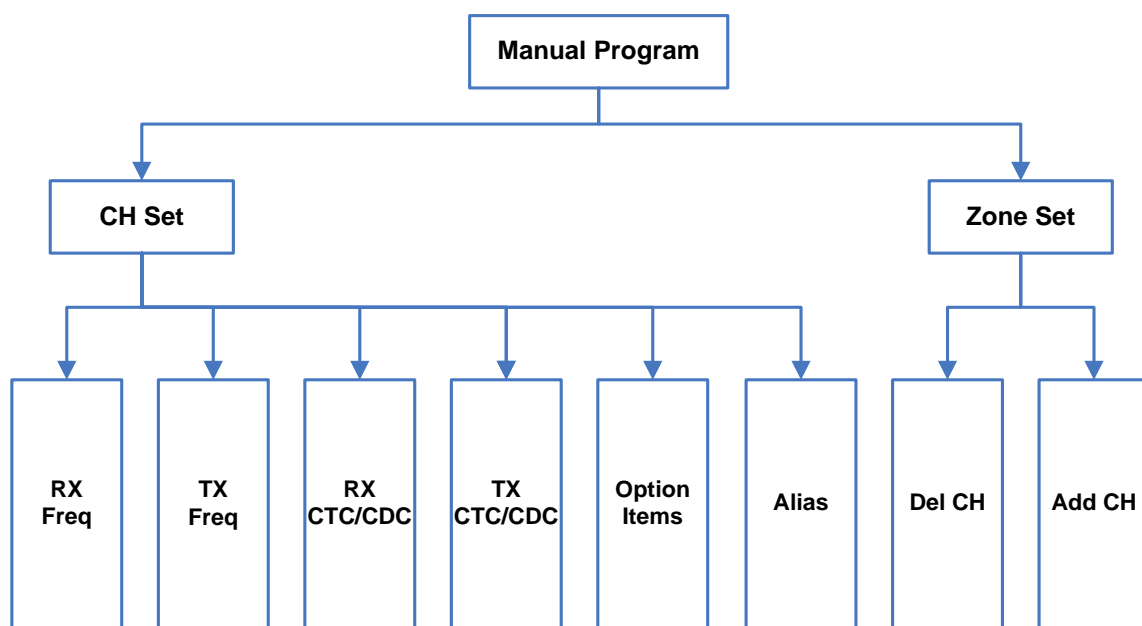 Manual Program
CH Set
Zone Set
RX
Freq
TX
Freq
RX
CTC/CDC
TX
CTC/CDC
Option
Items
Alias
Del CH
Add CH